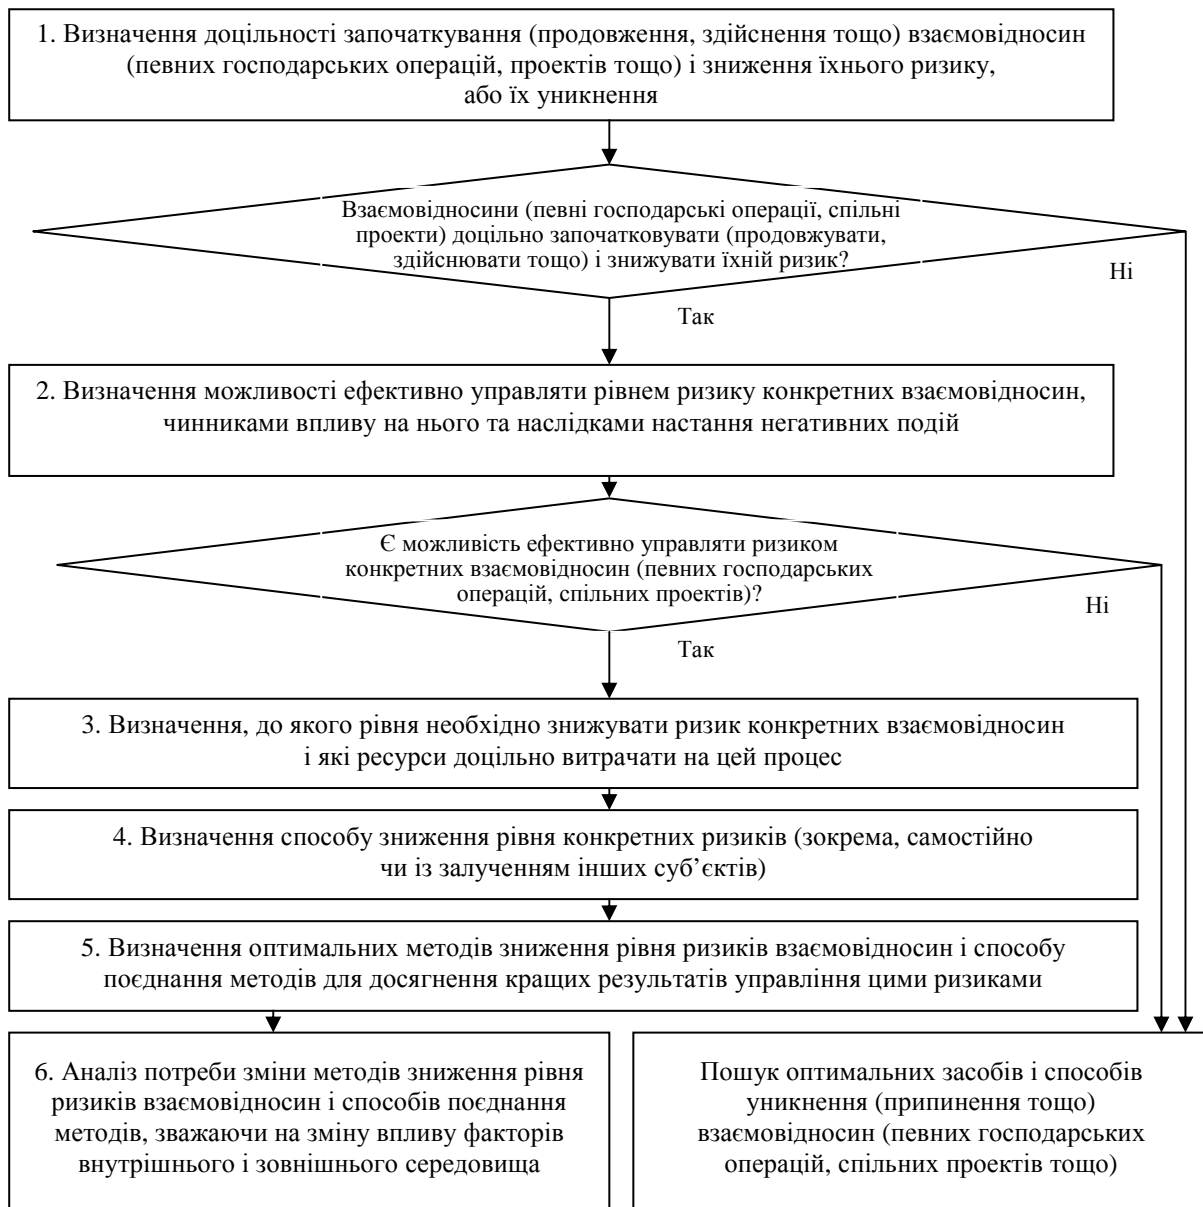 1. Визначення доцільності започаткування (продовження, здійснення тощо) взаємовідносин
(певних господарських операцій, проектів тощо) і зниження їхнього ризику,
або їх уникнення
Взаємовідносини (певні господарські операції, спільні
проекти) доцільно започатковувати (продовжувати,
здійснювати тощо) і знижувати їхній ризик?
Ні
Так
2. Визначення можливості ефективно управляти рівнем ризику конкретних взаємовідносин,
чинниками впливу на нього та наслідками настання негативних подій
Є можливість ефективно управляти ризиком
конкретних взаємовідносин (певних господарських
операцій, спільних проектів)?
Ні
Так
3. Визначення, до якого рівня необхідно знижувати ризик конкретних взаємовідносин
і які ресурси доцільно витрачати на цей процес
4. Визначення способу зниження рівня конкретних ризиків (зокрема, самостійно
чи із залученням інших суб’єктів)
5. Визначення оптимальних методів зниження рівня ризиків взаємовідносин і способу
поєднання методів для досягнення кращих результатів управління цими ризиками
6. Аналіз потреби зміни методів зниження рівня
ризиків взаємовідносин і способів поєднання
методів, зважаючи на зміну впливу факторів
внутрішнього і зовнішнього середовища
Пошук оптимальних засобів і способів
уникнення (припинення тощо)
взаємовідносин (певних господарських
операцій, спільних проектів тощо)